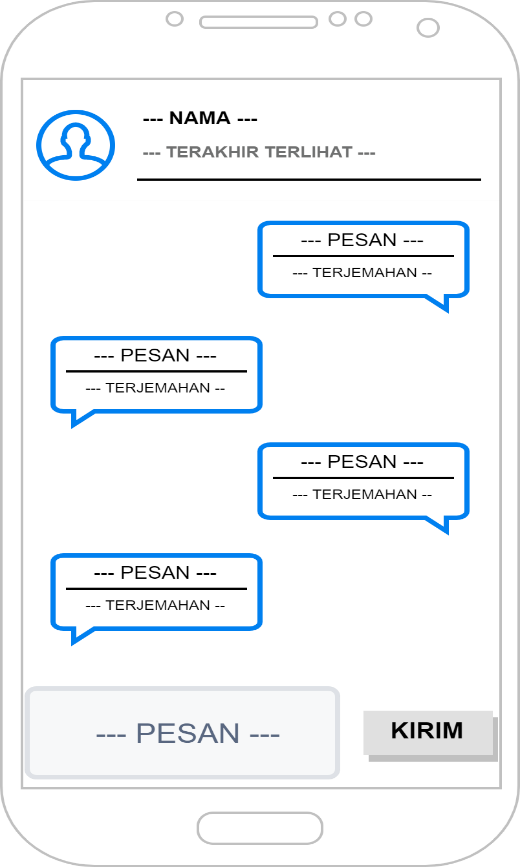 --- NAMA ---
--- TERAKHIR TERLIHAT ---
--- PESAN ---
--- TERJEMAHAN --
--- PESAN ---
--- TERJEMAHAN --
--- PESAN ---
--- TERJEMAHAN --
--- PESAN ---
--- TERJEMAHAN --
--- PESAN ---
KIRIM